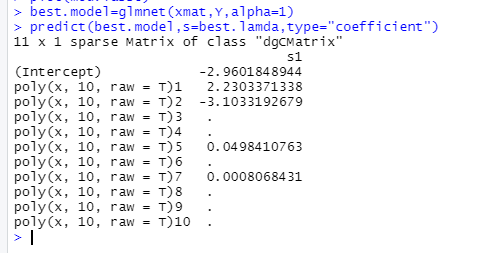 > best.model=glmnet(xmat,Y,alpha=1)
> predict(best.model,s=best.lamda,type="coefficient")
11 x 1 sparse Matrix of class "dgCMatrix"
s1
(Intercept) -2.9601848944
poly(x, 10, raw = T)1 2.2303371338
poly(x, 10, raw = T)2 -3.1033192679
poly(x, 10, raw = T)3 .
poly(x, 10, raw = T)4 .
poly(x, 10, raw = T)5 0.0498410763
poly(x, 10, raw = T)6 .
poly(x, 10, raw = T)7 0.0008068431
poly(x, 10, raw = T)8 .
poly(x, 10, raw = T)9 .
poly(x, 10, raw = T)10 .
>